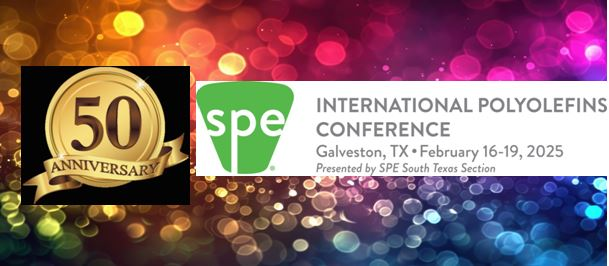 50
ANNIVERSARY
spe
®
INTERNATIONAL POLYOLEFINS
CONFERENCE
Galveston, TX • February 16-19, 2025
Presented by SPE South Texas Section